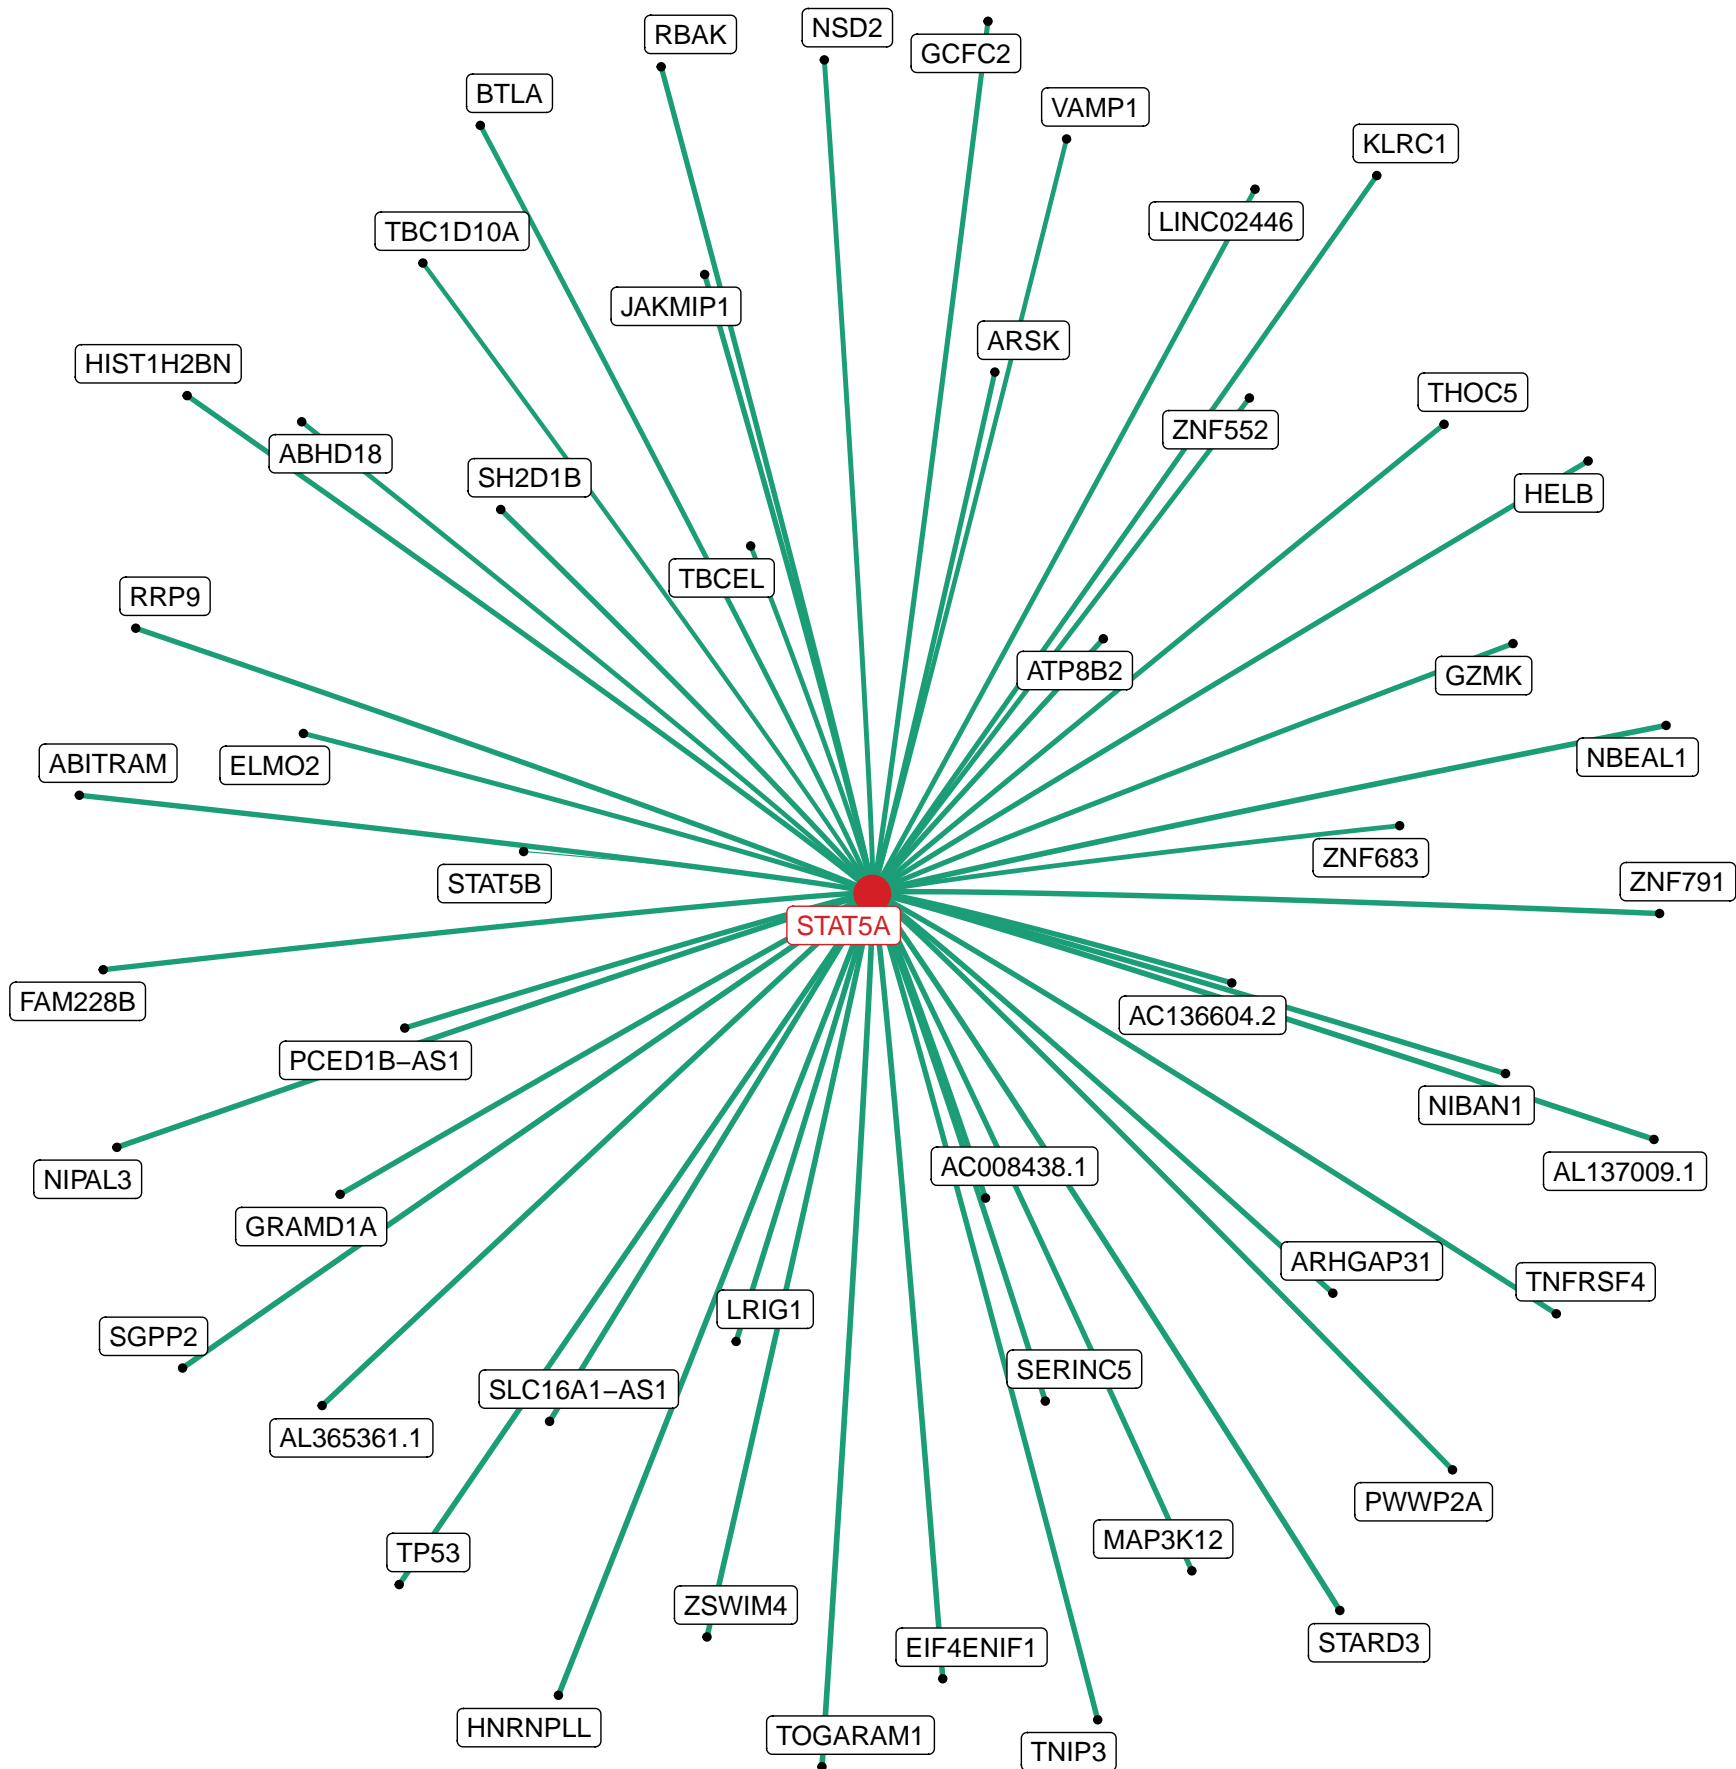 NSD2
RBAK
GCFC2
BTLA
VAMP1
KLRC1
LINC02446
TBC1D10A
JAKMIP1
ARSK
HIST1H2BN
THOC5
ZNF552
ABHD18
SH2D1B
HELB
TBCEL
RRP9
ATP8B2
GZMK
NBEAL1
ABITRAM
ELMO2
ZNF683
ZNF791
STAT5B
STAT5A
FAM228B
AC136604.2
PCED1B−AS1
NIBAN1
AC008438.1
AL137009.1
NIPAL3
GRAMD1A
ARHGAP31
TNFRSF4
LRIG1
SGPP2
SERINC5
SLC16A1−AS1
AL365361.1
PWWP2A
MAP3K12
TP53
ZSWIM4
STARD3
EIF4ENIF1
HNRNPLL
TOGARAM1
TNIP3